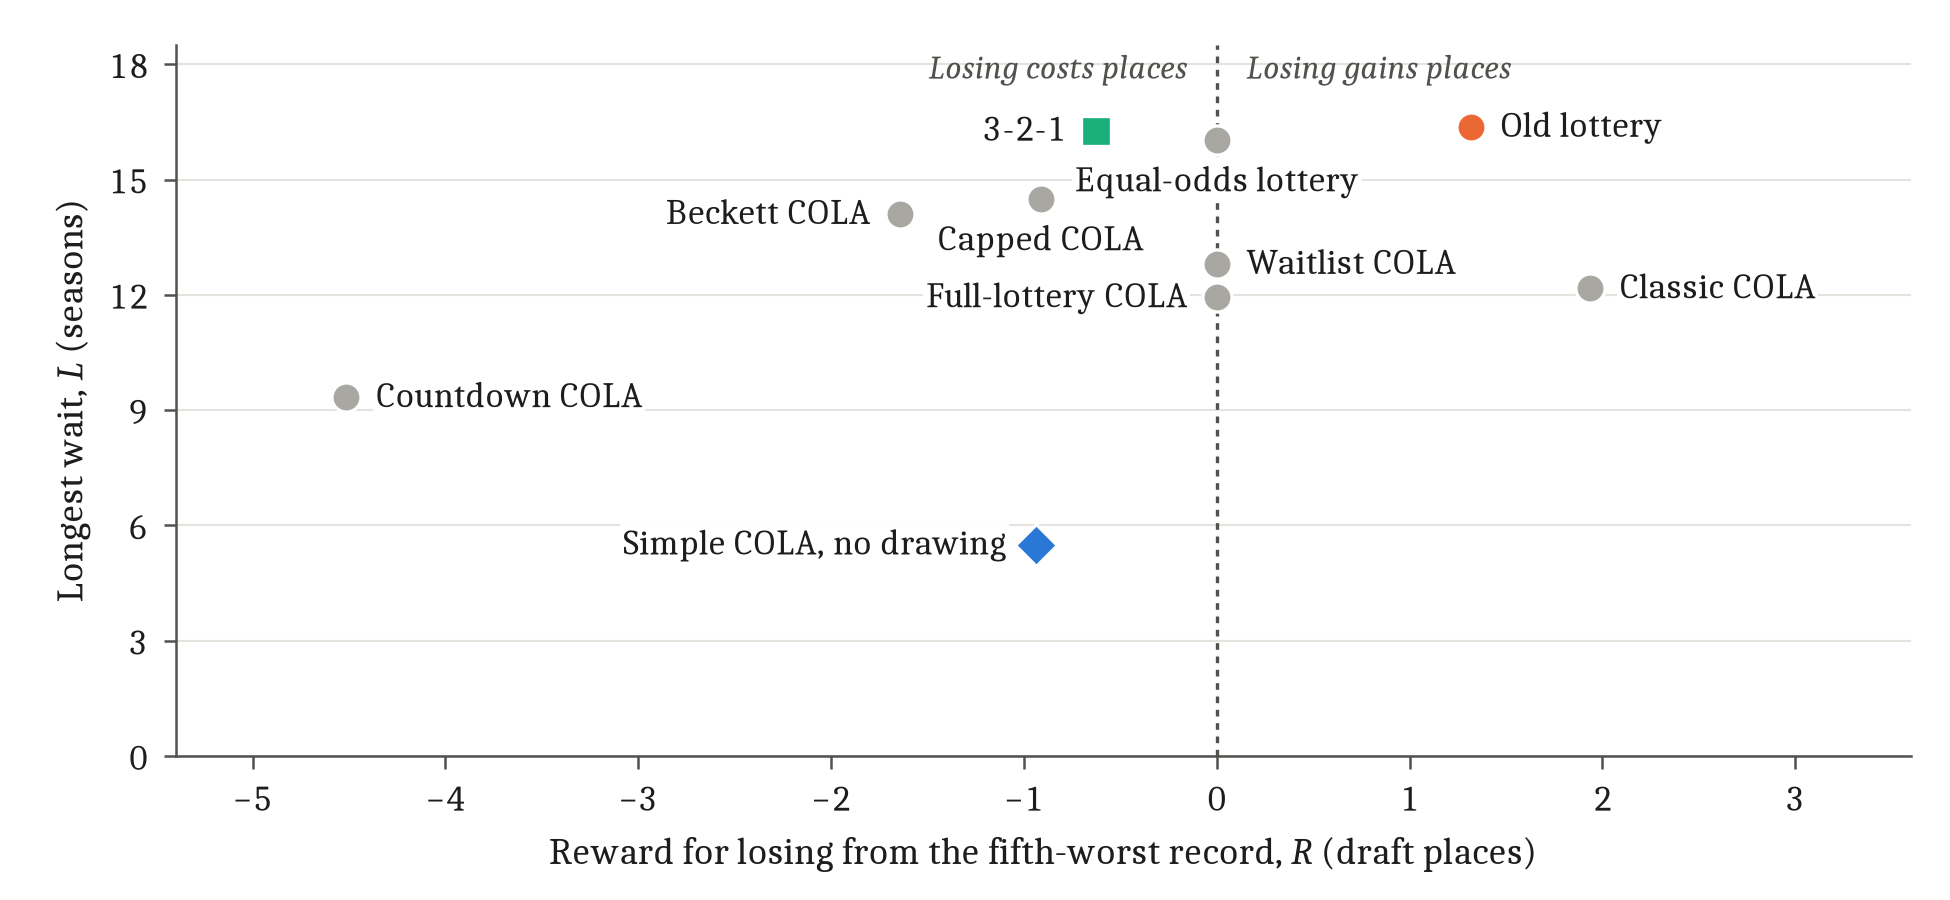 18
Losing costs places
Losing gains places
3-2-1
Old lottery
15
Equal-odds lottery
Beckett COLA
Capped COLA
Waitlist COLA
12
Full-lottery COLA
Classic COLA
Countdown COLA
9
6
Simple COLA, no drawing
3
0
Longest wait, L (seasons)
−5 −4 −3 −2 −1 0 1 2 3
Reward for losing from the fifth-worst record, R (draft places)